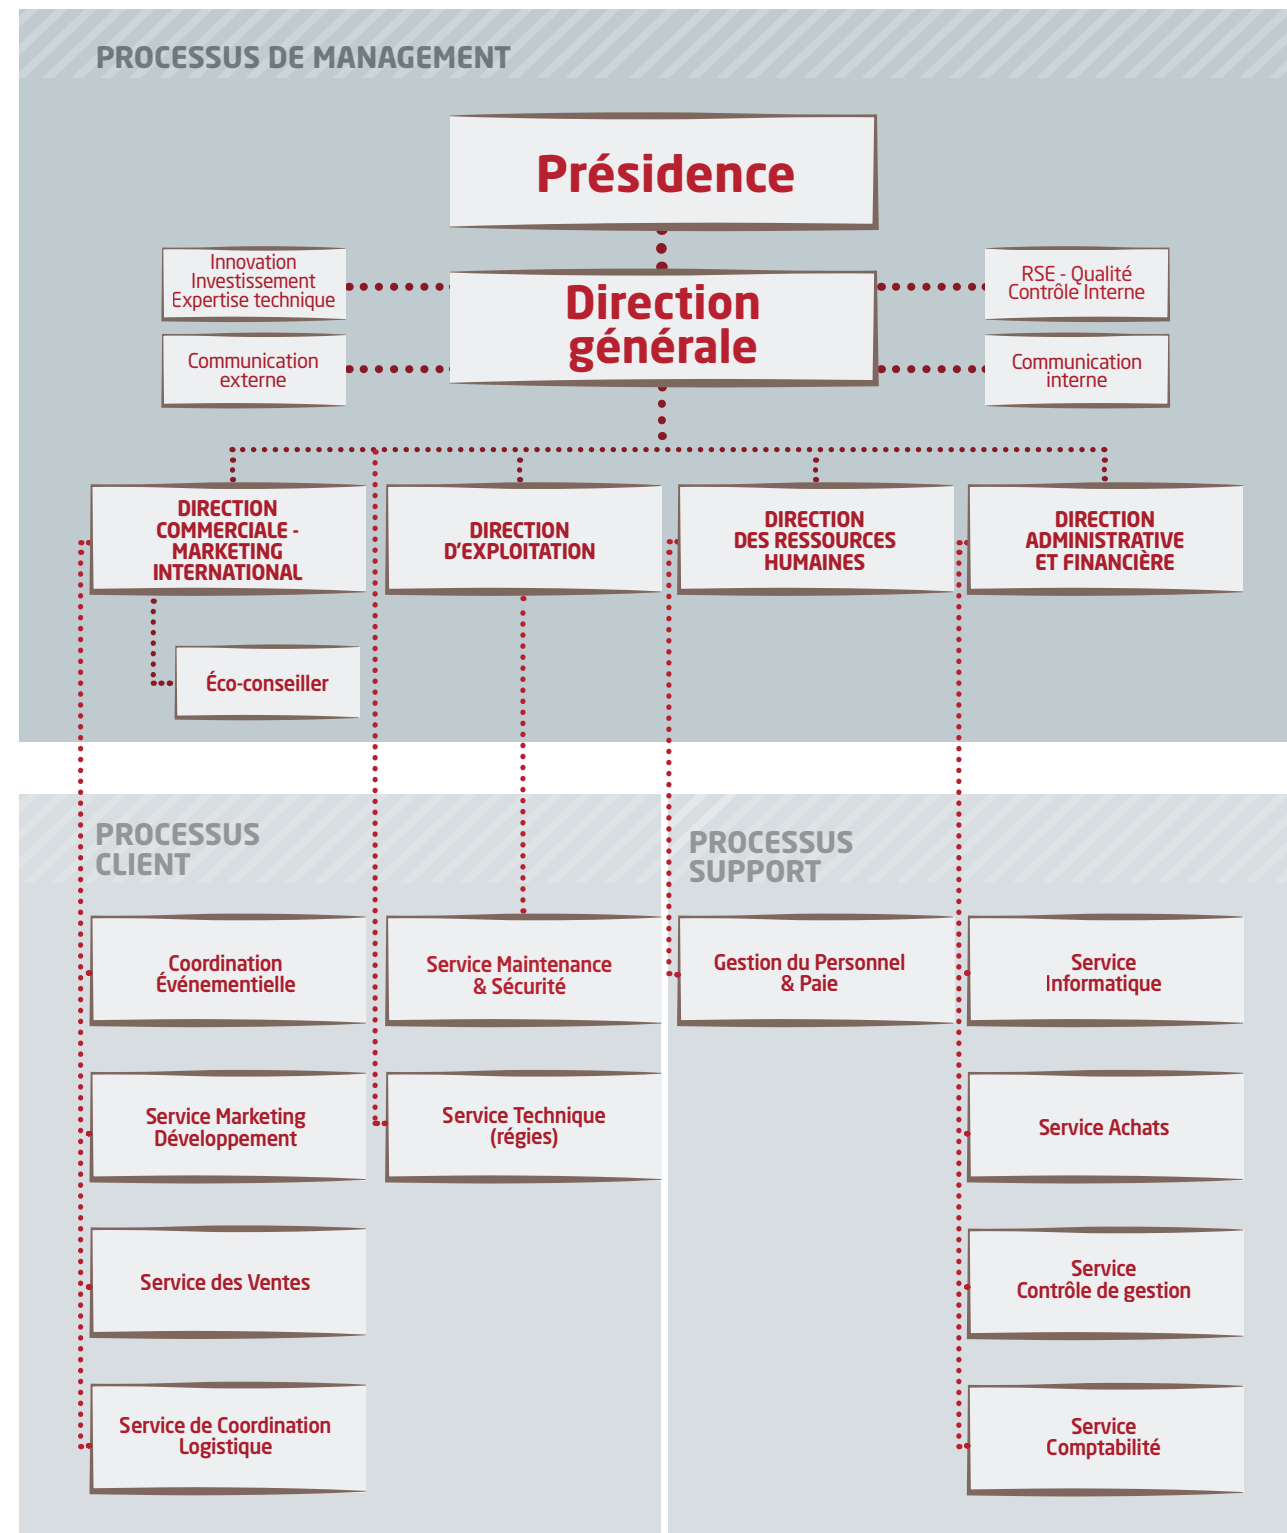 PROCESSUS DE MANAGEMENT
Présidence
Innovation
Investissement
Expertise technique
Direction
générale
RSE - Qualité
Contrôle Interne
Communication
externe
Communication
interne
DIRECTION
COMMERCIALE -
MARKETING
INTERNATIONAL
DIRECTION
D'EXPLOITATION
DIRECTION
DES RESSOURCES
HUMAINES
DIRECTION
ADMINISTRATIVE
ET FINANCIÈRE
Éco-conseiller
PROCESSUS
CLIENT
PROCESSUS
SUPPORT
Coordination
Événementielle
Service Maintenance
& Sécurité
Gestion du Personnel
& Paie
Service
Informatique
Service Marketing
Développement
Service Technique
(régies)
Service Achats
Service des Ventes
Service
Contrôle de gestion
Service de Coordination
Logistique
Service
Comptabilité